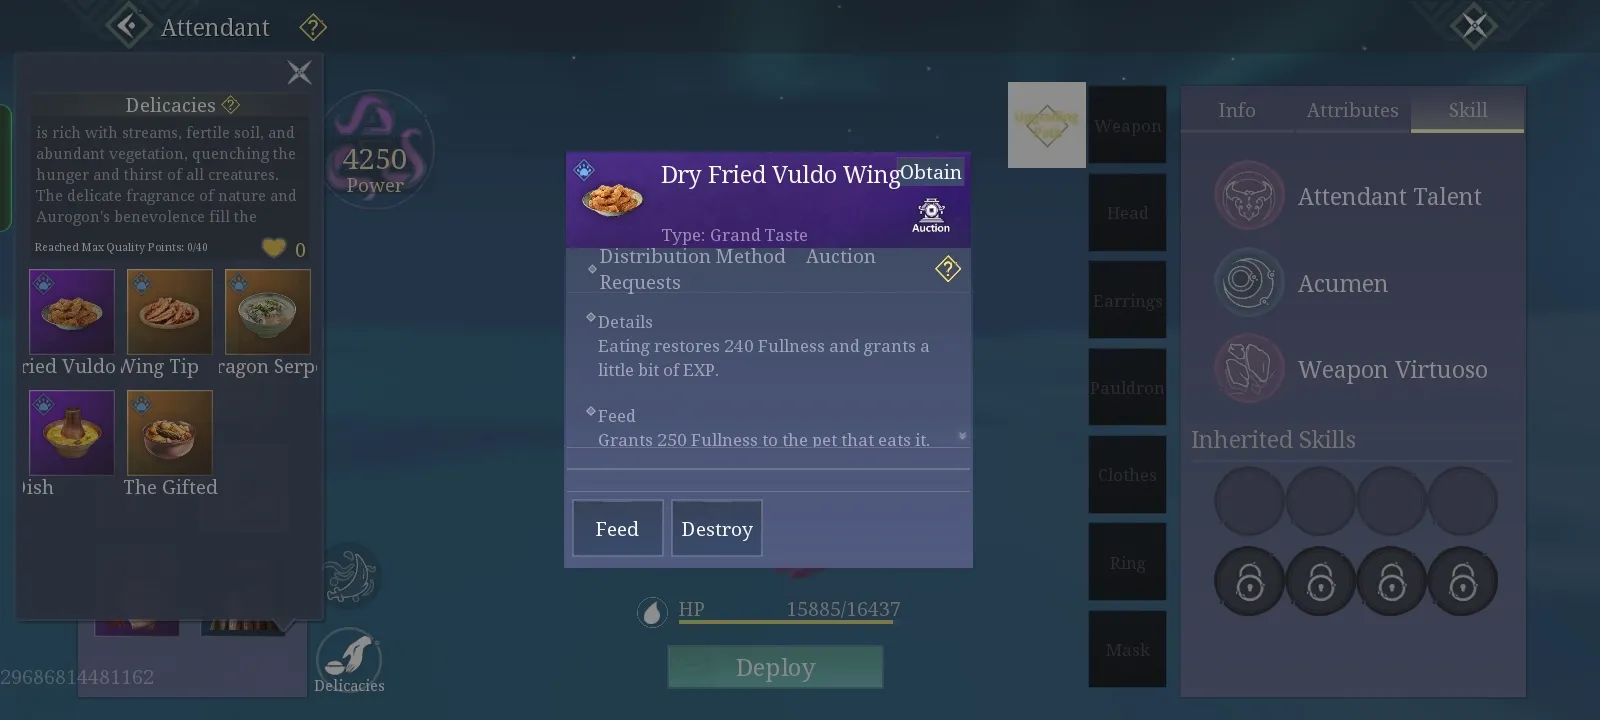 Attendant
Delicacies
is rich with streams, fertile soil, and
abundant vegetation, quenching the
hunger and thirst of all creatures.
The delicate fragrance of nature and
Aurogon's benevolence fill the
Reached Max Quality Points: 0/40
0
ried Vuldo
Wing Tip
ragon Serpe
Dish
The Gifted
29686814481162
4250
Power
Delicacies
Dry Fried Vuldo Wing
Obtain
Auction
Type: Grand Taste
Distribution Method Auction
Requests
Details
Eating restores 240 Fullness and grants a
little bit of EXP.
Feed
Grants 250 Fullness to the pet that eats it.
Feed
Destroy
HP
15885/16437
Deploy
Weapon
Head
Earrings
Pauldron
Clothes
Ring
Mask
Info
Attributes
Skill
Attendant Talent
Acumen
Weapon Virtuoso
Inherited Skills